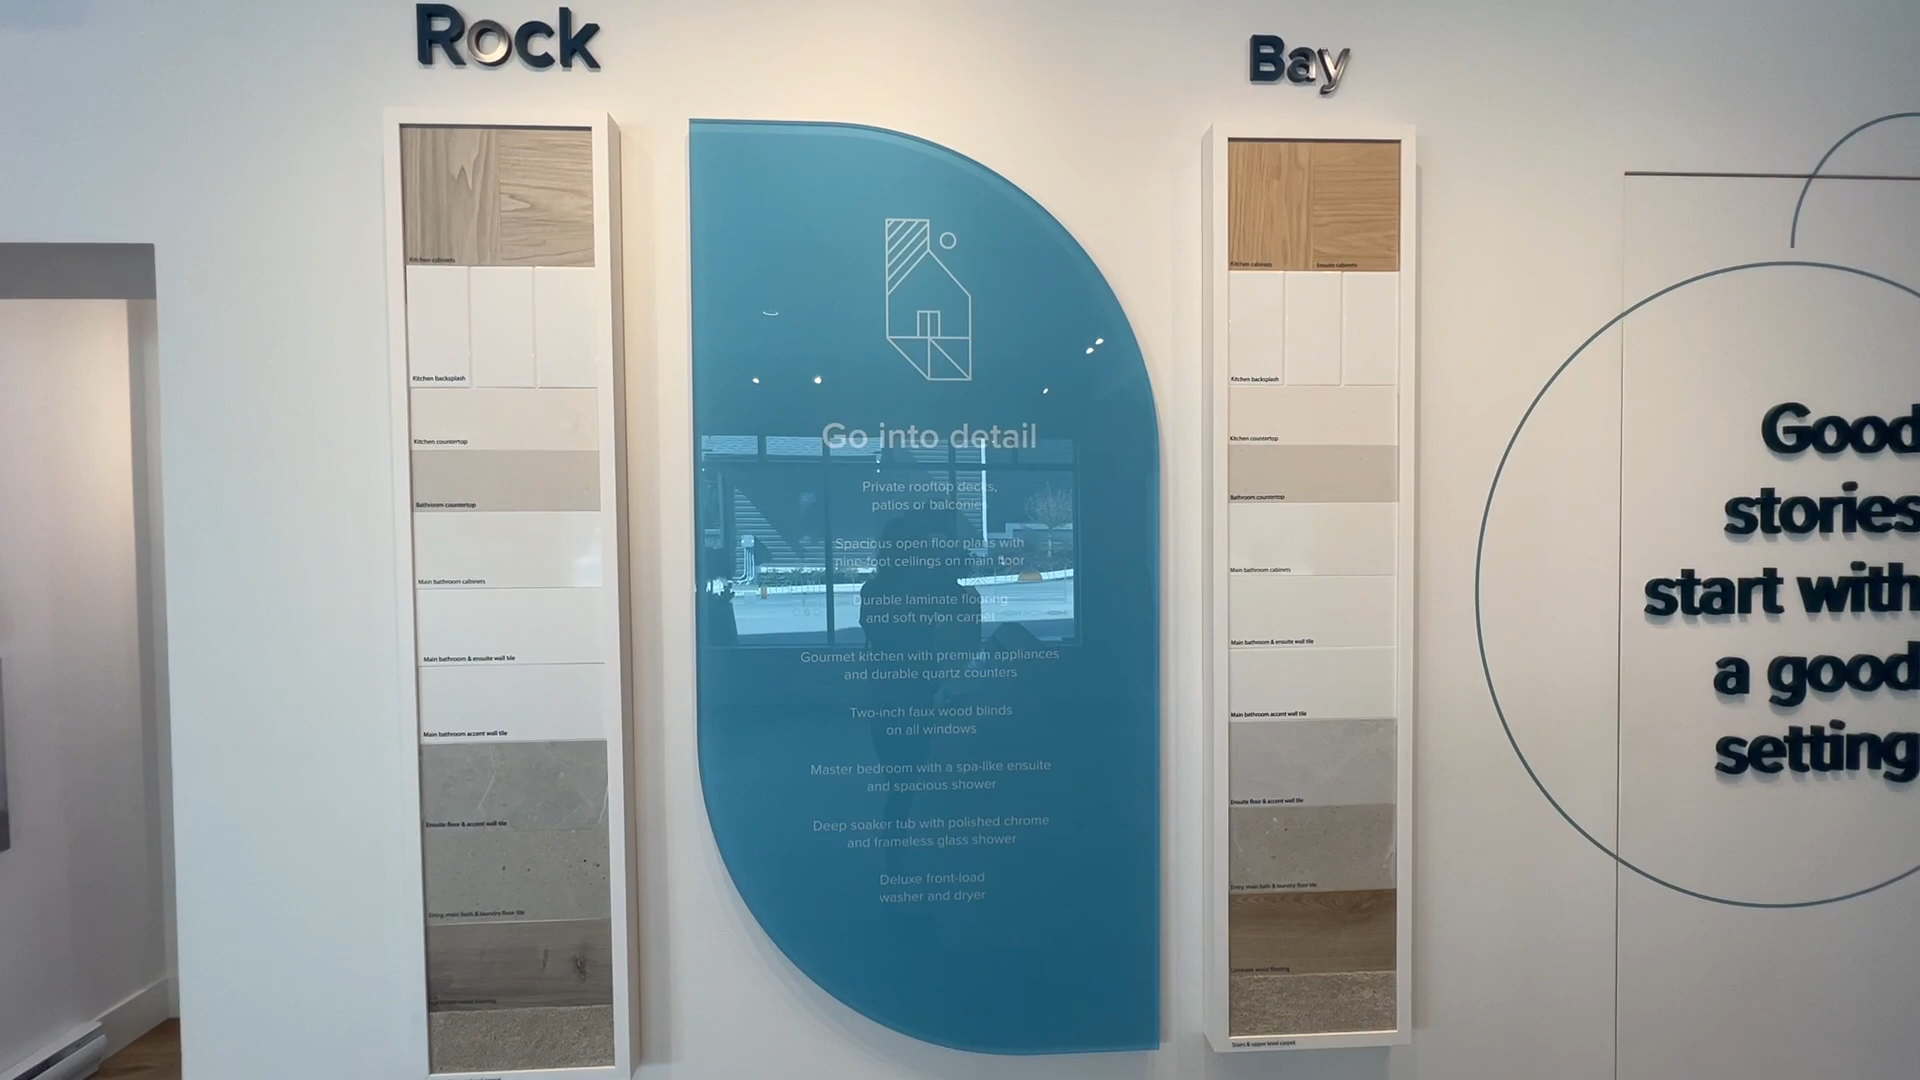 Rock
Kitchen cabinets
Kitchen backsplash
Kitchen countertop
Bathroom countertop
Main bathroom cabinets
Main bathroom & ensuite wall tile
Main bathroom accent wall tile
Ensuite floor & accent wall tile
Entry, main bath & laundry floor tile
Go into detail
Private rooftop decks,
patios or balconies
Spacious open floor plans with
nine-foot ceilings on main floor
Durable laminate flooring
and soft nylon carpet
Gourmet kitchen with premium appliances
and durable quartz counters
Two-inch faux wood blinds
on all windows
Master bedroom with a spa-like ensuite
and spacious shower
Deep soaker tub with polished chrome
and frameless glass shower
Deluxe front-load
washer and dryer
Bay
Kitchen cabinets
Ensuite cabinets
Kitchen backsplash
Kitchen countertop
Bathroom countertop
Main bathroom cabinets
Main bathroom & ensuite wall tile
Main bathroom accent wall tile
Ensuite floor & accent wall tile
Entry, main bath & laundry floor tile
Laminate wood flooring
Stairs & upper level carpet
Good
stories
start with
a good
setting